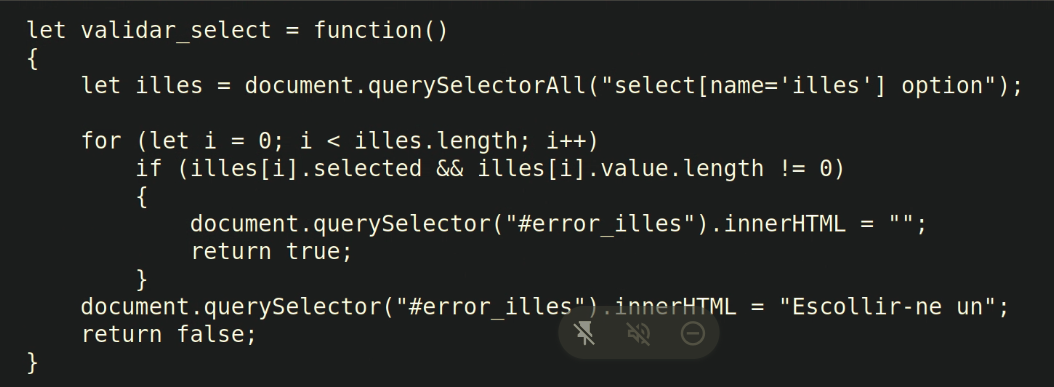 let validar_select = function()
{
    let illes = document.querySelectorAll("select[name='illes'] option");

    for (let i = 0; i < illes.length; i++)
        if (illes[i].selected && illes[i].value.length != 0)
        {
            document.querySelector("#error_illes").innerHTML = "";
            return true;
        }
    document.querySelector("#error_illes").innerHTML = "Escollir-ne un";
    return false;
}